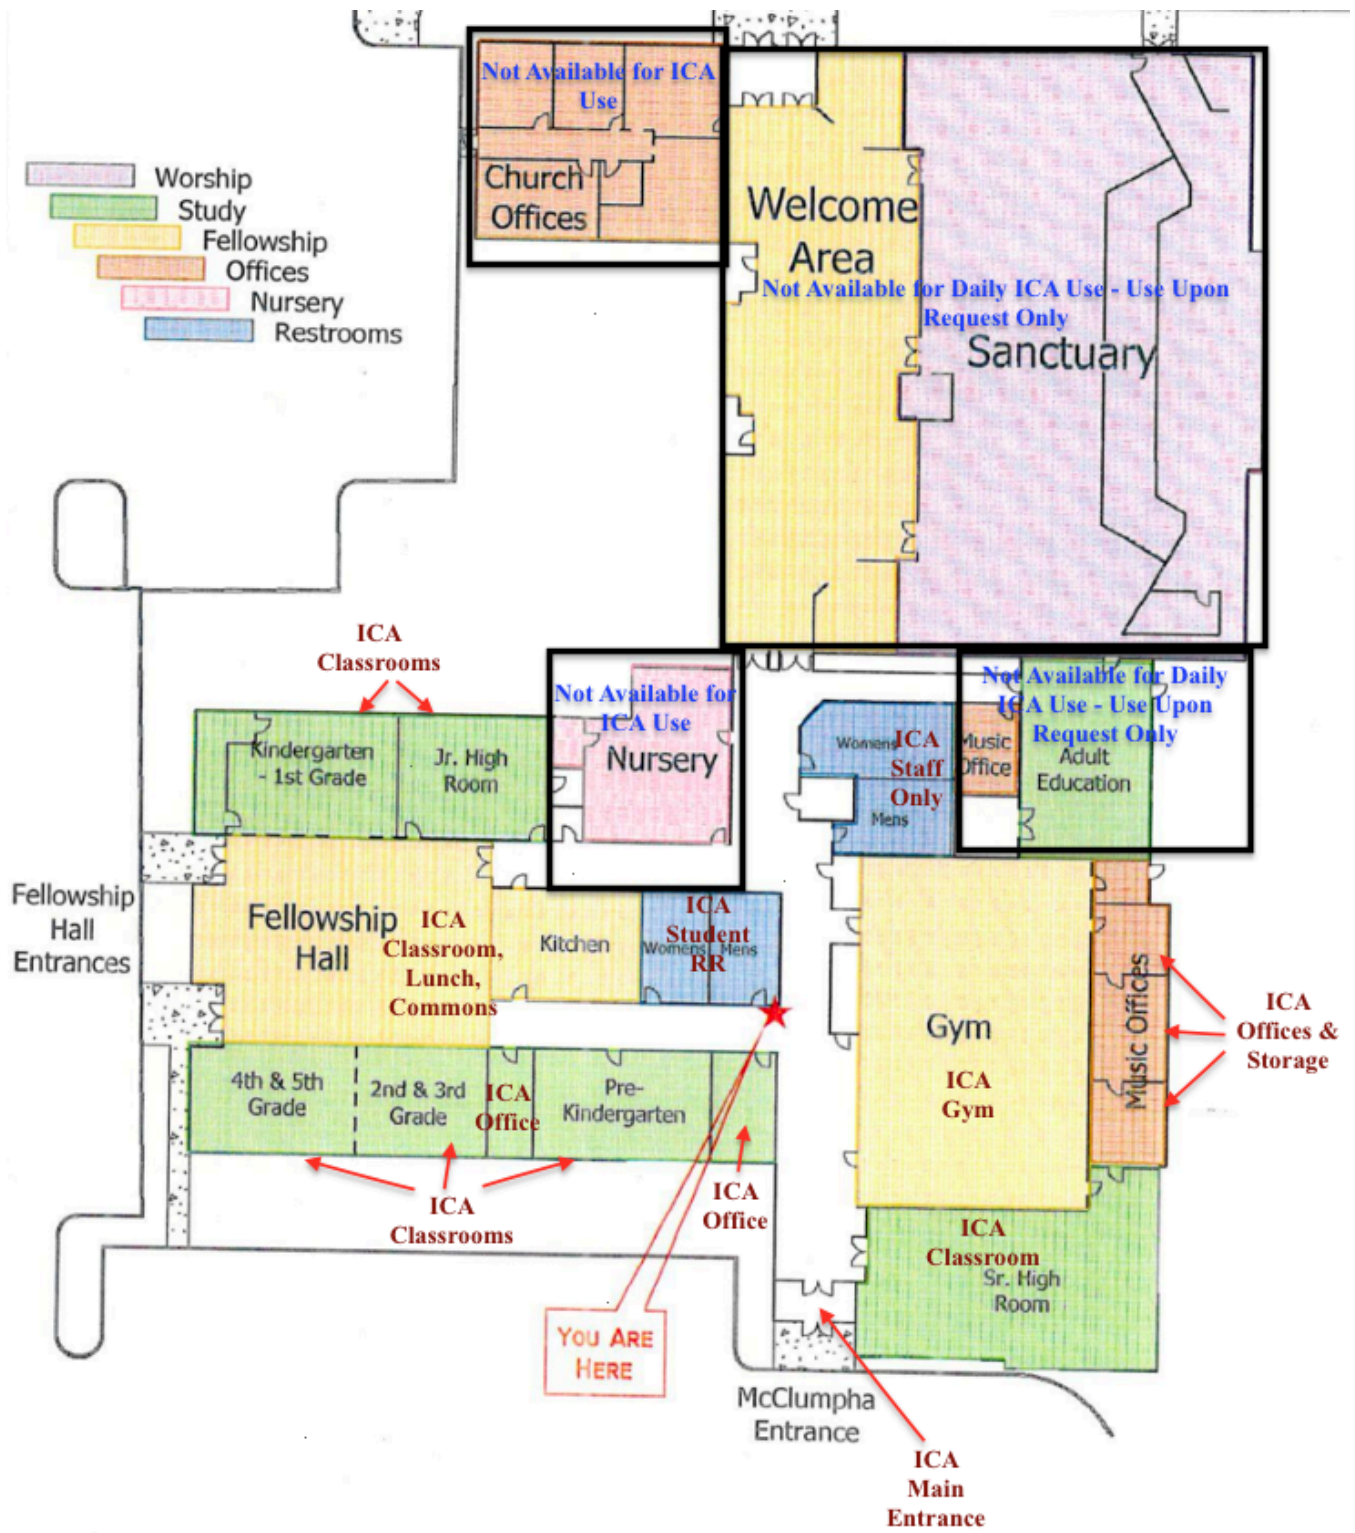 Not Available for ICA
Use
Church
Offices
Worship
Study
Fellowship
Offices
Nursery
Restrooms
Welcome
Area
Not Available for Daily ICA Use - Use Upon
Request Only
Sanctuary
ICA
Classrooms
Kindergarten
- 1st Grade
Jr. High
Room
Not Available for
ICA Use
Nursery
Womens
Mens
ICA
Staff
Only
Music
Office
Not Available for Daily
ICA Use - Use Upon
Request Only
Adult
Education
Fellowship
Hall
Entrances
Fellowship
Hall
ICA
Classroom,
Lunch,
Commons
Kitchen
ICA
Student
RR
Womens
Mens
Gym
ICA
Gym
Music Offices
ICA
Offices &
Storage
4th & 5th
Grade
2nd & 3rd
Grade
ICA
Office
Pre-
Kindergarten
ICA
Classrooms
ICA
Office
ICA
Classroom
Sr. High
Room
YOU ARE
HERE
McClumpha
Entrance
ICA
Main
Entrance